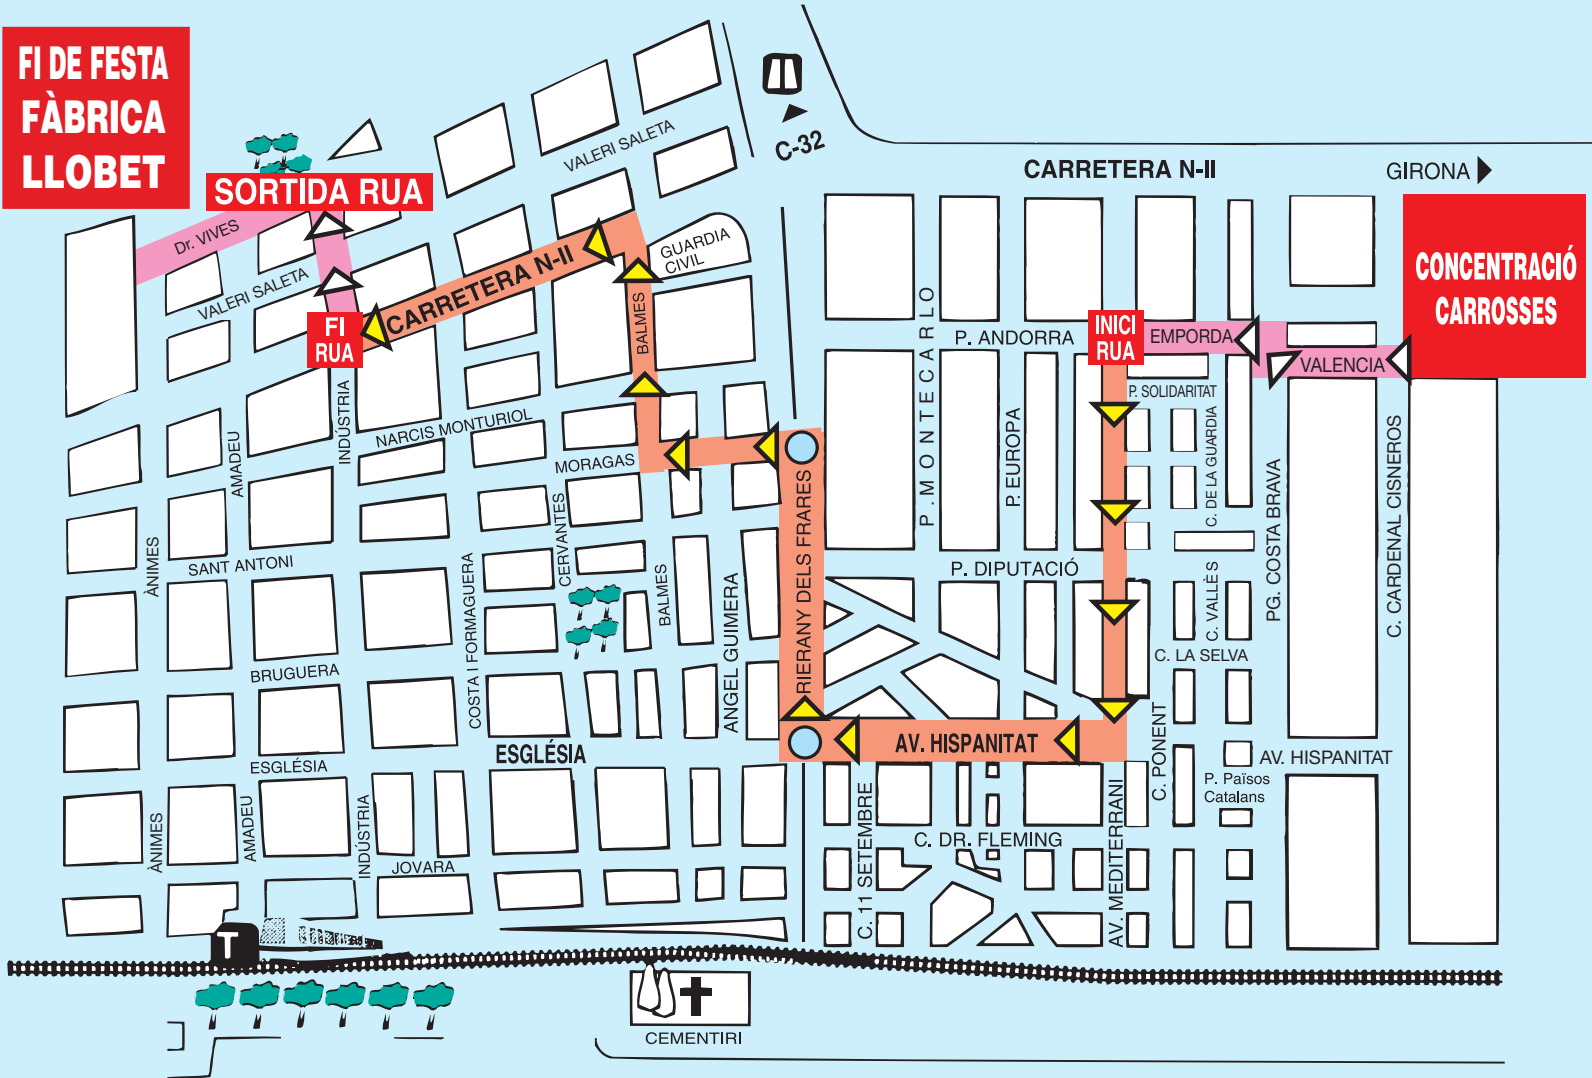 FI DE FESTA
FÀBRICA
LLOBET
SORTIDA RUA
Dr. VIVES
VALERI SALETA
VALERI SALETA
C-32
CARRETERA N-II
GIRONA
CONCENTRACIÓ
CARROSSES
GUARDIA
CIVIL
CARRETERA N-II
FI
RUA
BALMES
INICI
RUA
P. ANDORRA
EMPORDA
VALENCIA
P. SOLIDARITAT
P. MONTECARLO
P. EUROPA
C. DE LA GUARDIA
PG. COSTA BRAVA
C. CARDENAL CISNEROS
NARCIS MONTURIOL
MORAGAS
AMADEU
INDÚSTRIA
ÀNIMES
SANT ANTONI
CERVANTES
COSTA I FORMAGUERA
BALMES
ANGEL GUIMERA
RIERANY DELS FRARES
P. DIPUTACIÓ
C. VALLÈS
C. LA SELVA
BRUGUERA
ESGLÉSIA
ESGLÉSIA
AV. HISPANITAT
C. PONENT
AV. HISPANITAT
P. Països
Catalans
ÀNIMES
AMADEU
INDÚSTRIA
JOVARA
C. 11 SETEMBRE
C. DR. FLEMING
AV. MEDITERRANI
T
CEMENTIRI